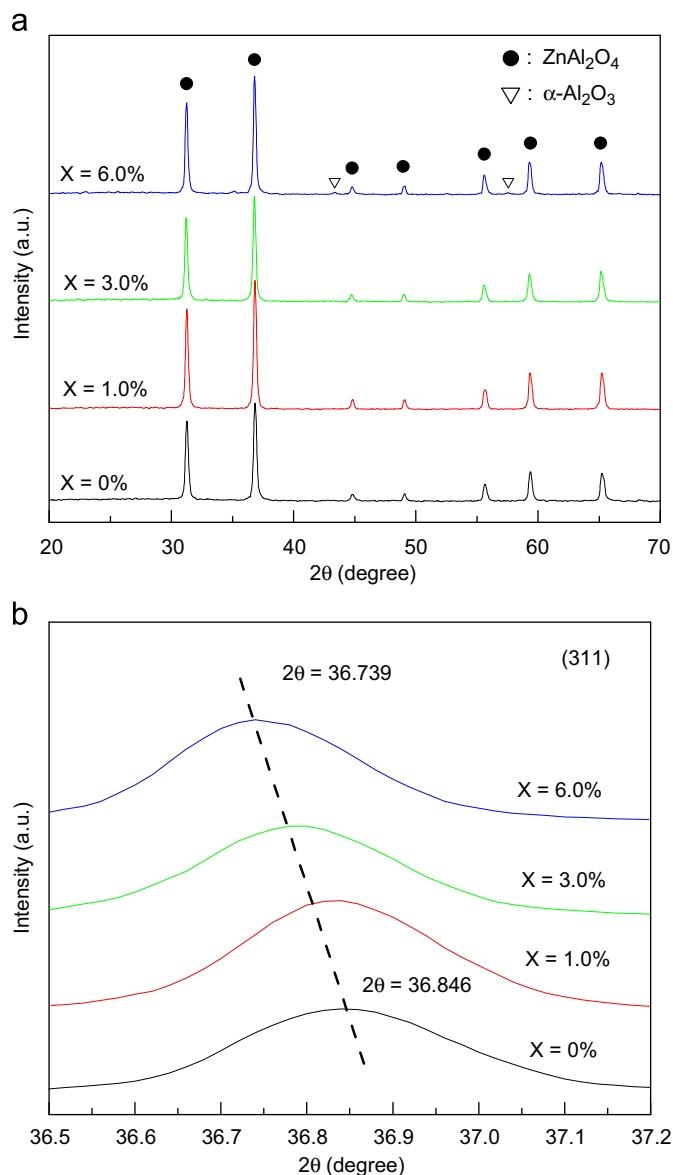 a
● : ZnAl₂O₄
▽ : α-Al₂O₃
X = 6.0%
X = 3.0%
X = 1.0%
X = 0%
Intensity (a.u.)
20 30 40 50 60 70
2θ (degree)
b
(311)
2θ = 36.739
X = 6.0%
X = 3.0%
X = 1.0%
2θ = 36.846
X = 0%
Intensity (a.u.)
36.5 36.6 36.7 36.8 36.9 37.0 37.1 37.2
2θ (degree)